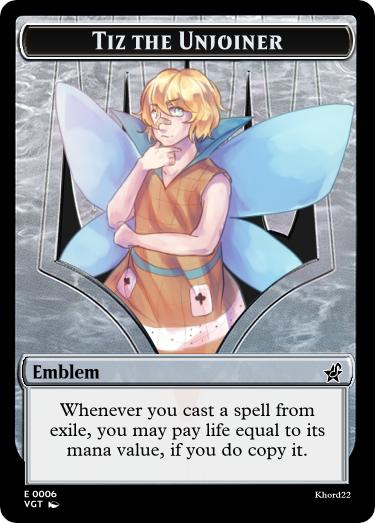 Tiz the Unjoiner
Emblem
Whenever you cast a spell from
exile, you may pay life equal to its
mana value, if you do copy it.
E 0006
VGT
Khord22